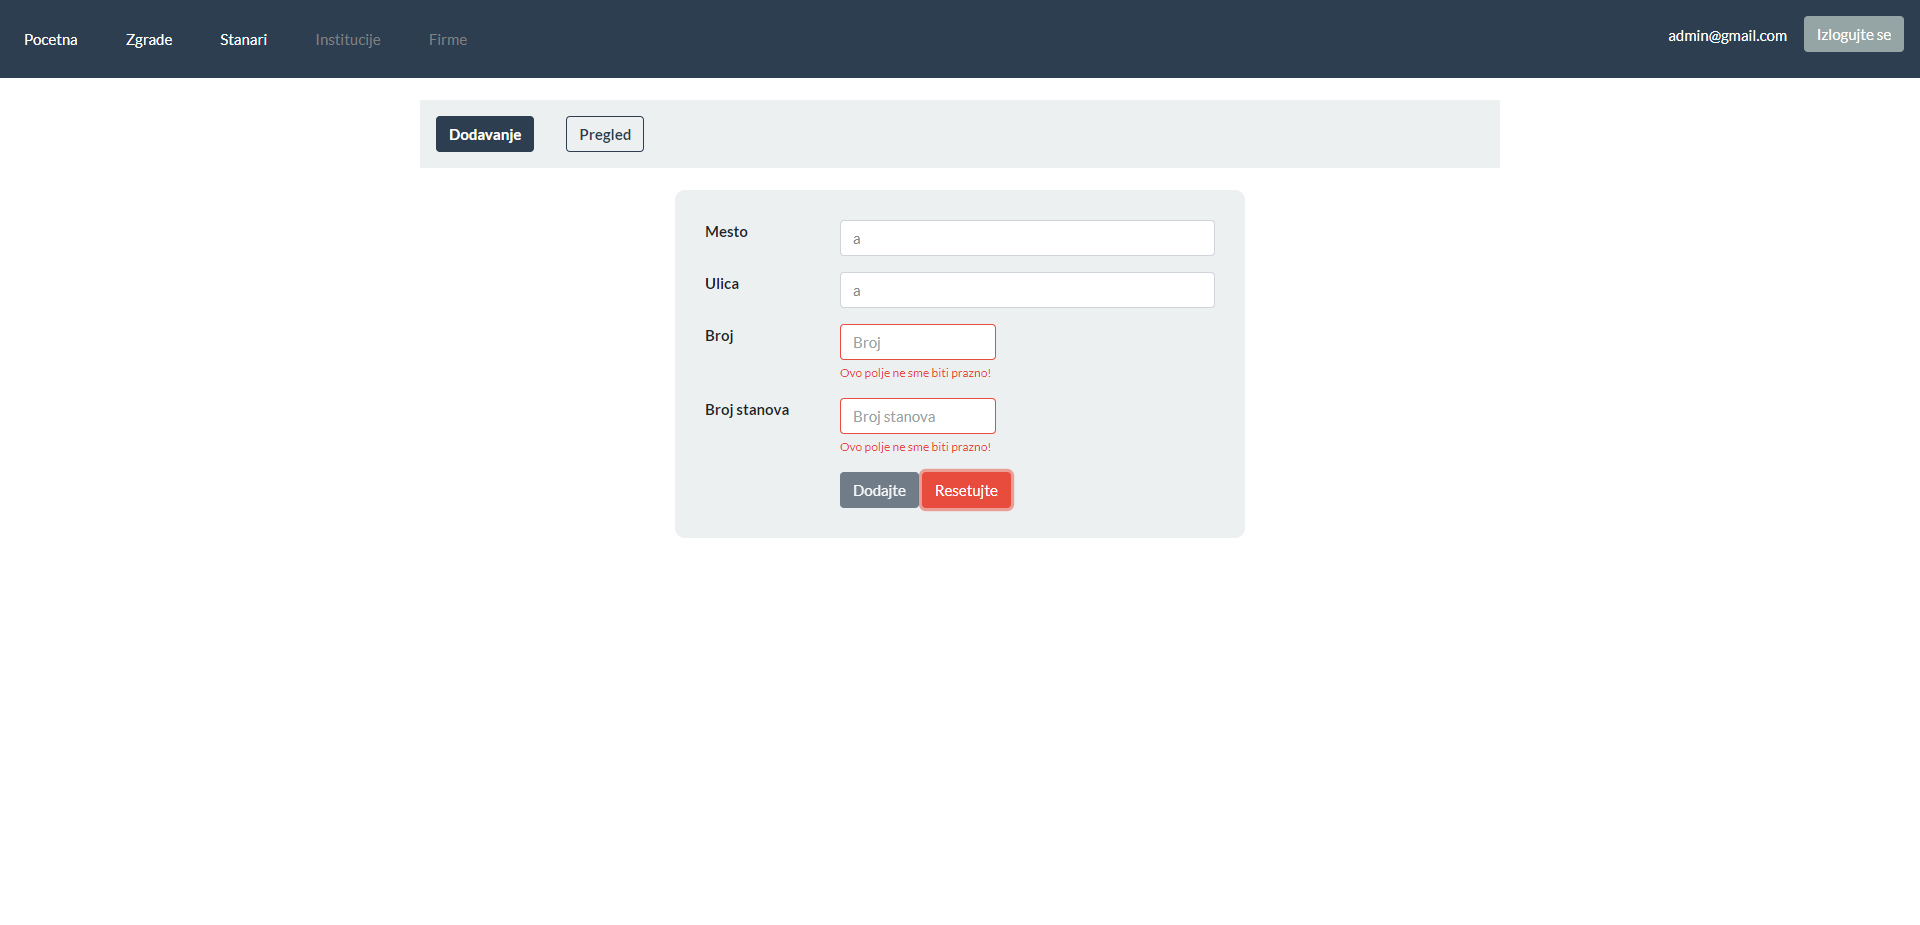 Pocetna Zgrade Stanari Institucije Firme admin@gmail.com Izlogujte se
Dodavanje Pregled
Mesto a
Ulica a
Broj Broj
Ovo polje ne sme biti prazno!
Broj stanova Broj stanova
Ovo polje ne sme biti prazno!
Dodajte Resetujte